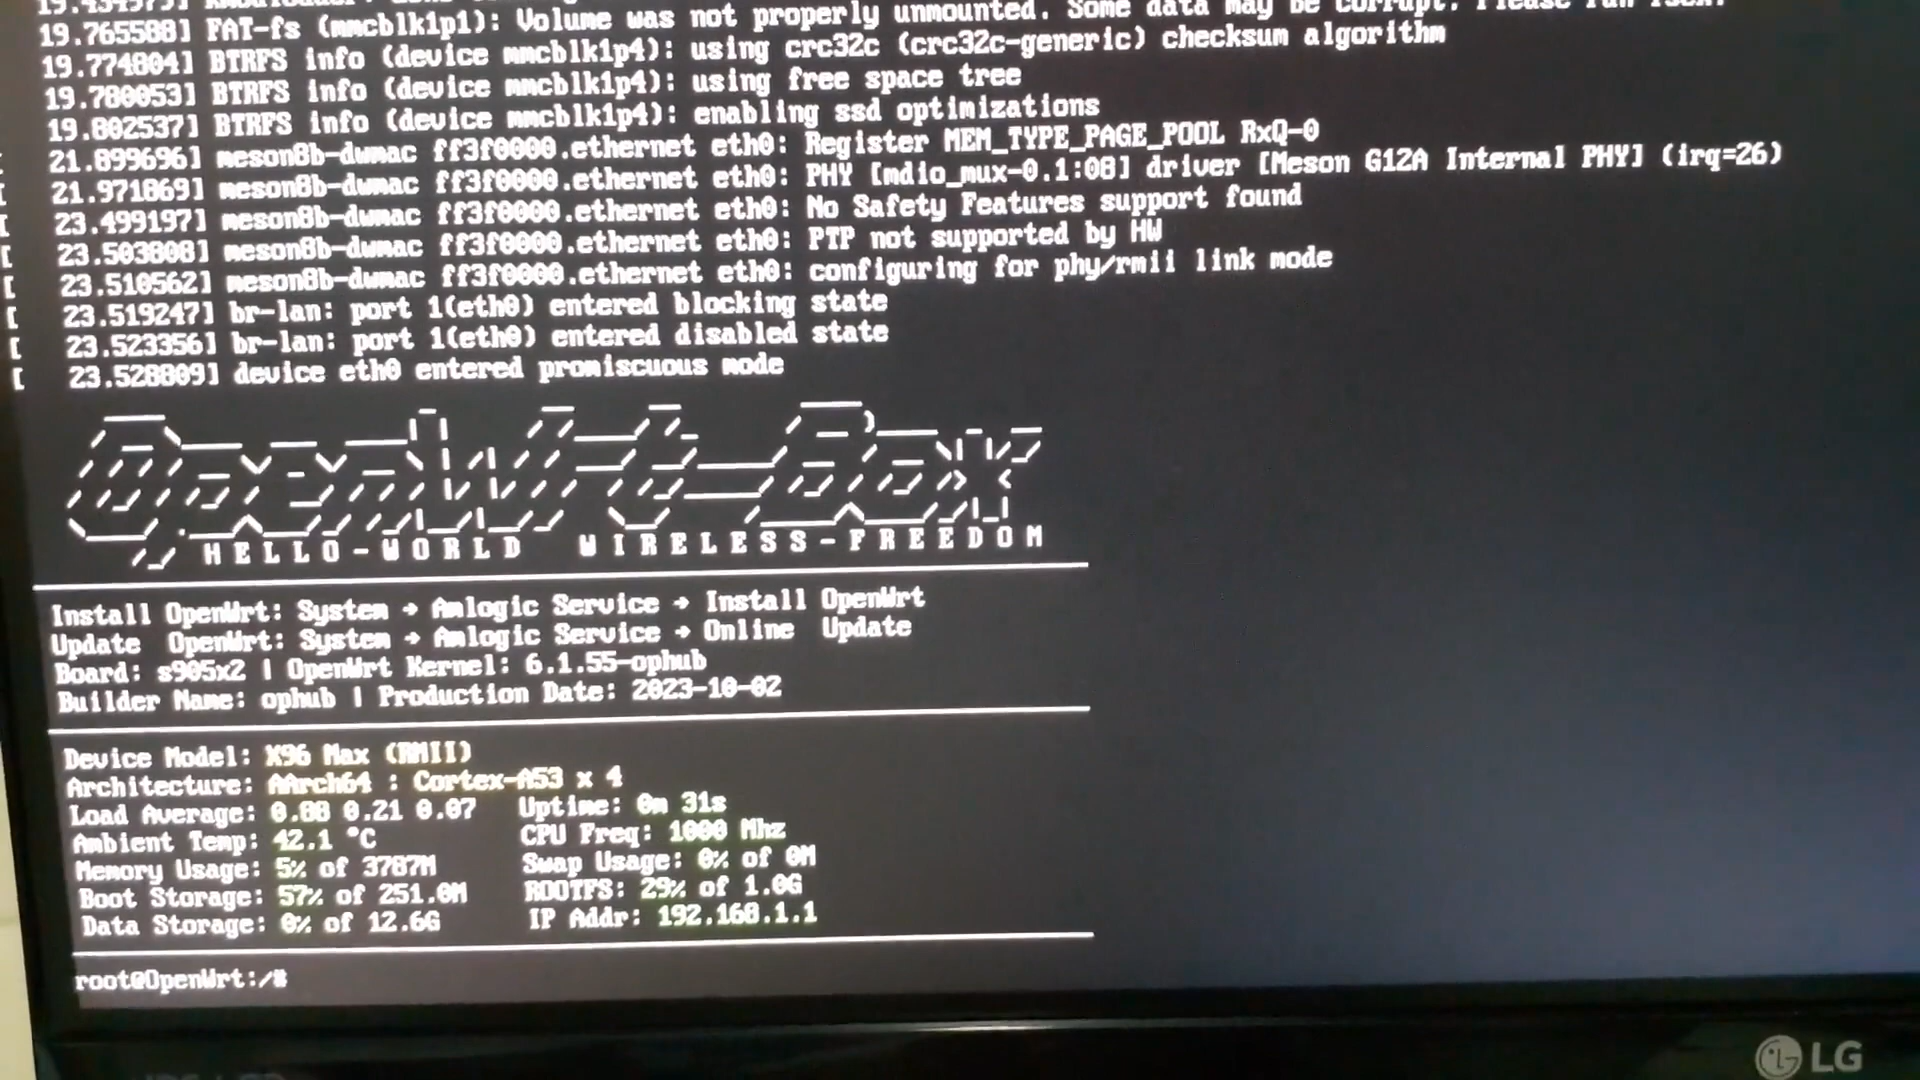 19.765588] FAT-fs (mmcblk1p1): Volume was not properly unmounted. Some data may be corrupt. Please run fsck.
19.774804] BTRFS info (device mmcblk1p4): using crc32c (crc32c-generic) checksum algorithm
19.780053] BTRFS info (device mmcblk1p4): using free space tree
19.802537] BTRFS info (device mmcblk1p4): enabling ssd optimizations
21.899696] meson8b-dwmac ff3f0000.ethernet eth0: Register MEM_TYPE_PAGE_POOL RxQ-0
[ 21.971869] meson8b-dwmac ff3f0000.ethernet eth0: PHY [mdio_mux-0.1:08] driver [Meson G12A Internal PHY] (irq=26)
[ 23.499197] meson8b-dwmac ff3f0000.ethernet eth0: No Safety Features support found
[ 23.503808] meson8b-dwmac ff3f0000.ethernet eth0: PTP not supported by HW
[ 23.510562] meson8b-dwmac ff3f0000.ethernet eth0: configuring for phy/rmii link mode
[ 23.519247] br-lan: port 1(eth0) entered blocking state
[ 23.523356] br-lan: port 1(eth0) entered disabled state
[ 23.528809] device eth0 entered promiscuous mode
OpenWrt-Box
HELLO-WORLD WIRELESS-FREEDOM
Install OpenWrt: System → Amlogic Service → Install OpenWrt
Update OpenWrt: System → Amlogic Service → Online Update
Board: s905x2 | OpenWrt Kernel: 6.1.55-ophub
Builder Name: ophub | Production Date: 2023-10-02
Device Model: X96 Max (RMII)
Architecture: AArch64 : Cortex-A53 x 4
Load Average: 0.88 0.21 0.07 Uptime: 0m 31s
Ambient Temp: 42.1 °C CPU Freq: 1000 Mhz
Memory Usage: 5% of 3787M Swap Usage: 0% of 0M
Boot Storage: 57% of 251.0M ROOTFS: 29% of 1.0G
Data Storage: 0% of 12.6G IP Addr: 192.168.1.1
root@OpenWrt:/#
LG